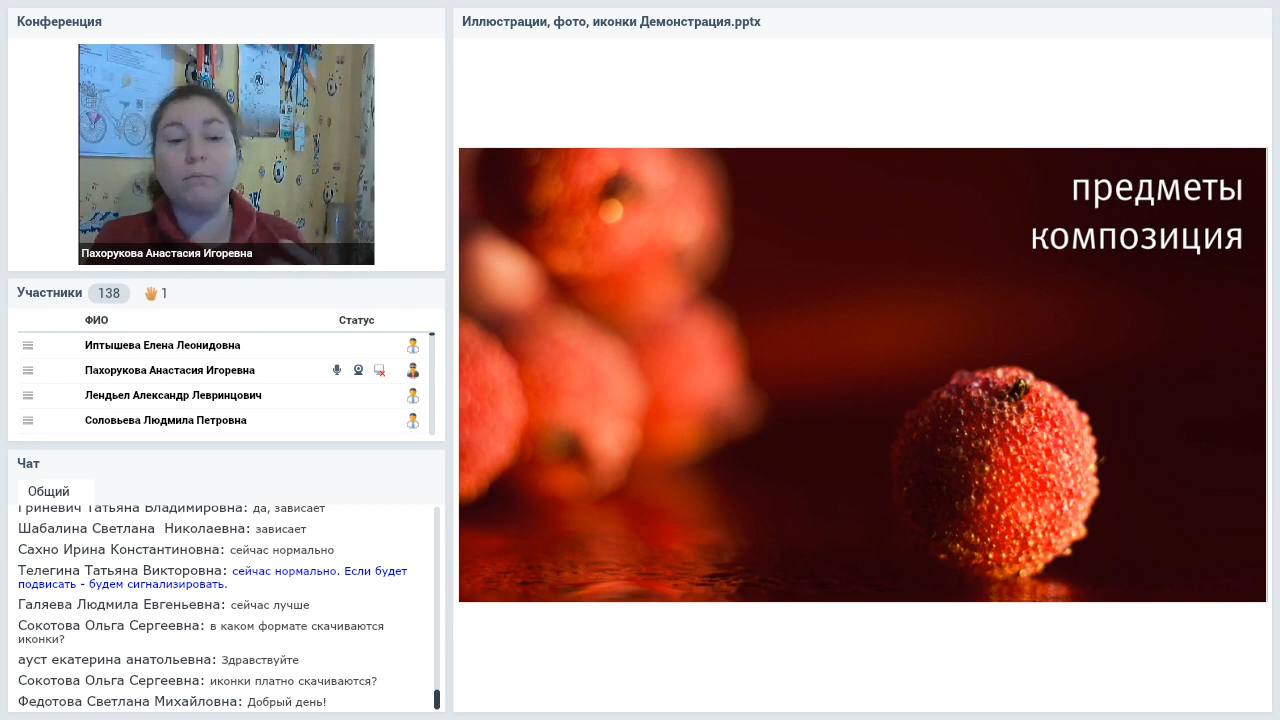 Конференция
Пахорукова Анастасия Игоревна
Участники 138 1
ФИО Статус
Иптышева Елена Леонидовна
Пахорукова Анастасия Игоревна
Лендьел Александр Левринцович
Соловьева Людмила Петровна
Чат
Общий
Гриневич Татьяна Владимировна: да, зависает
Шабалина Светлана Николаевна: зависает
Сахно Ирина Константиновна: сейчас нормально
Телегина Татьяна Викторовна: сейчас нормально. Если будет
подвисать - будем сигнализировать.
Галяева Людмила Евгеньевна: сейчас лучше
Сокотова Ольга Сергеевна: в каком формате скачиваются
иконки?
ауст екатерина анатольевна: Здравствуйте
Сокотова Ольга Сергеевна: иконки платно скачиваются?
Федотова Светлана Михайловна: Добрый день!
Иллюстрации, фото, иконки Демонстрация.pptx
предметы
композиция